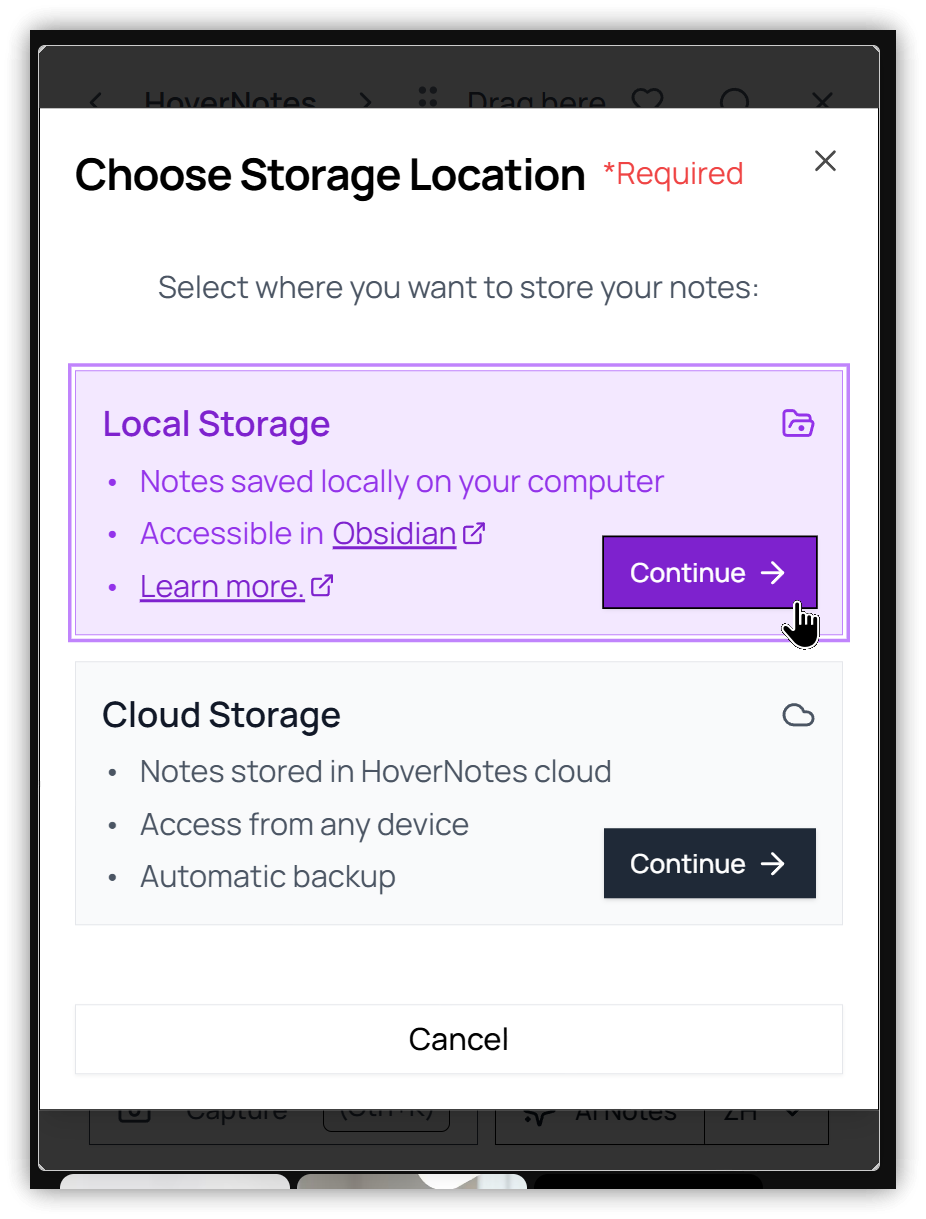 HoverNotes Drag here
Choose Storage Location *Required
Select where you want to store your notes:
Local Storage
• Notes saved locally on your computer
• Accessible in Obsidian
• Learn more.
Continue →
Cloud Storage
• Notes stored in HoverNotes cloud
• Access from any device
• Automatic backup
Continue →
Cancel
Capture (Ctrl+K) AI Notes ZH